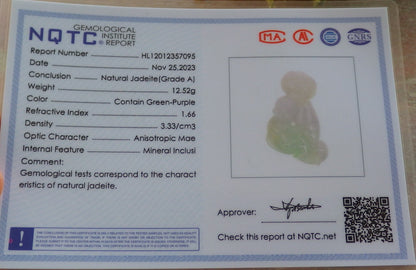 NQTC GEMOLOGICAL
INSTITUTE
® REPORT
MA AL CNRS
Report Number HL12012357095
Date Nov 25.2023
Conclusion Natural Jadeite(Grade A)
Weight 12.52g
Color Contain Green-Purple
Refractive Index 1.66
Density 3.33/cm3
Optic Character Anisotropic Mae
Internal Feature Mineral Inclusi
Comment:
Gemological tests correspond to the charact
eristics of natural jadeite.
Approver:
Check this report at NQTC.net